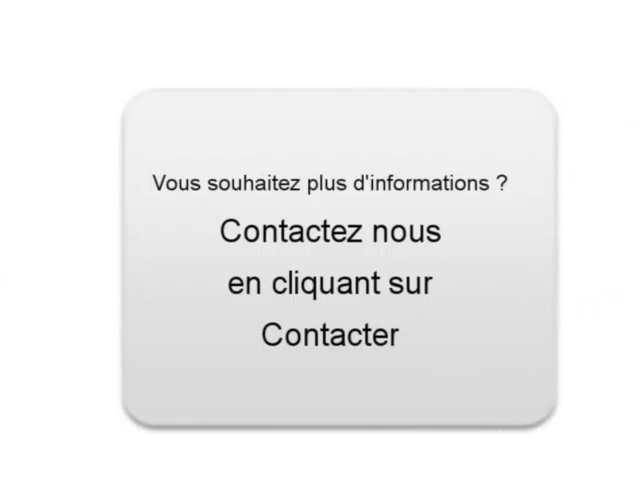 Vous souhaitez plus d'informations ?
Contactez nous
en cliquant sur
Contacter